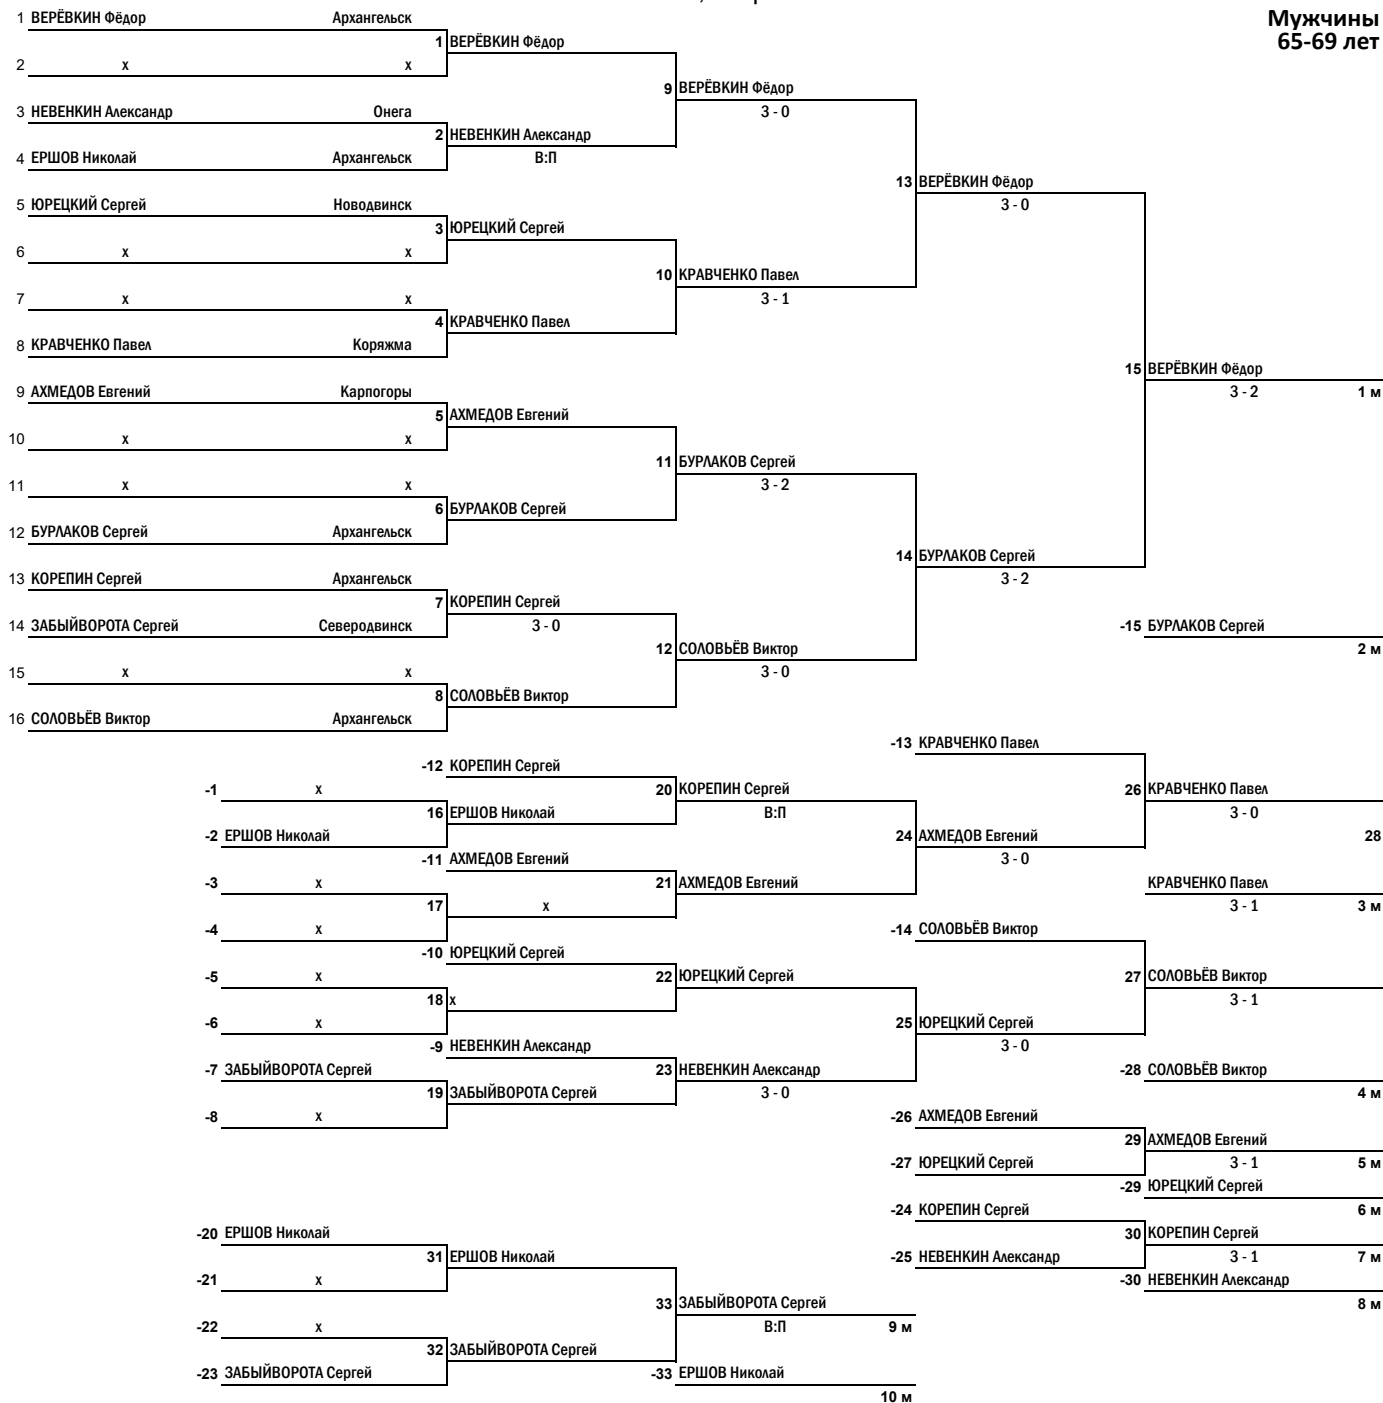 Мужчины
65-69 лет
1 ВЕРЁВКИН Фёдор Архангельск
1 ВЕРЁВКИН Фёдор
2 x x
9 ВЕРЁВКИН Фёдор
3 - 0
3 НЕВЕНКИН Александр Онега
2 НЕВЕНКИН Александр
В:П
4 ЕРШОВ Николай Архангельск
13 ВЕРЁВКИН Фёдор
3 - 0
5 ЮРЕЦКИЙ Сергей Новодвинск
3 ЮРЕЦКИЙ Сергей
6 x x
10 КРАВЧЕНКО Павел
3 - 1
7 x x
4 КРАВЧЕНКО Павел
8 КРАВЧЕНКО Павел Коряжма
15 ВЕРЁВКИН Фёдор
3 - 2 1 м
9 АХМЕДОВ Евгений Карпогоры
5 АХМЕДОВ Евгений
10 x x
11 БУРЛАКОВ Сергей
3 - 2
11 x x
6 БУРЛАКОВ Сергей
12 БУРЛАКОВ Сергей Архангельск
14 БУРЛАКОВ Сергей
3 - 2
13 КОРЕПИН Сергей Архангельск
7 КОРЕПИН Сергей
3 - 0
14 ЗАБЫЙВОРОТА Сергей Северодвинск
-15 БУРЛАКОВ Сергей
2 м
12 СОЛОВЬЁВ Виктор
3 - 0
15 x x
8 СОЛОВЬЁВ Виктор
16 СОЛОВЬЁВ Виктор Архангельск
-13 КРАВЧЕНКО Павел
-12 КОРЕПИН Сергей
-1 x
20 КОРЕПИН Сергей
В:П
26 КРАВЧЕНКО Павел
3 - 0
16 ЕРШОВ Николай
-2 ЕРШОВ Николай
24 АХМЕДОВ Евгений
3 - 0
28
-11 АХМЕДОВ Евгений
-3 x
21 АХМЕДОВ Евгений
КРАВЧЕНКО Павел
3 - 1 3 м
17 x
-4 x
-14 СОЛОВЬЁВ Виктор
-10 ЮРЕЦКИЙ Сергей
-5 x
22 ЮРЕЦКИЙ Сергей
27 СОЛОВЬЁВ Виктор
3 - 1
18 x
-6 x
25 ЮРЕЦКИЙ Сергей
3 - 0
-9 НЕВЕНКИН Александр
-7 ЗАБЫЙВОРОТА Сергей
23 НЕВЕНКИН Александр
3 - 0
-28 СОЛОВЬЁВ Виктор
4 м
19 ЗАБЫЙВОРОТА Сергей
-8 x
-26 АХМЕДОВ Евгений
29 АХМЕДОВ Евгений
3 - 1 5 м
-27 ЮРЕЦКИЙ Сергей
-29 ЮРЕЦКИЙ Сергей
6 м
-24 КОРЕПИН Сергей
30 КОРЕПИН Сергей
3 - 1 7 м
-25 НЕВЕНКИН Александр
-30 НЕВЕНКИН Александр
8 м
-20 ЕРШОВ Николай
31 ЕРШОВ Николай
-21 x
33 ЗАБЫЙВОРОТА Сергей
В:П 9 м
-22 x
32 ЗАБЫЙВОРОТА Сергей
-23 ЗАБЫЙВОРОТА Сергей
-33 ЕРШОВ Николай
10 м